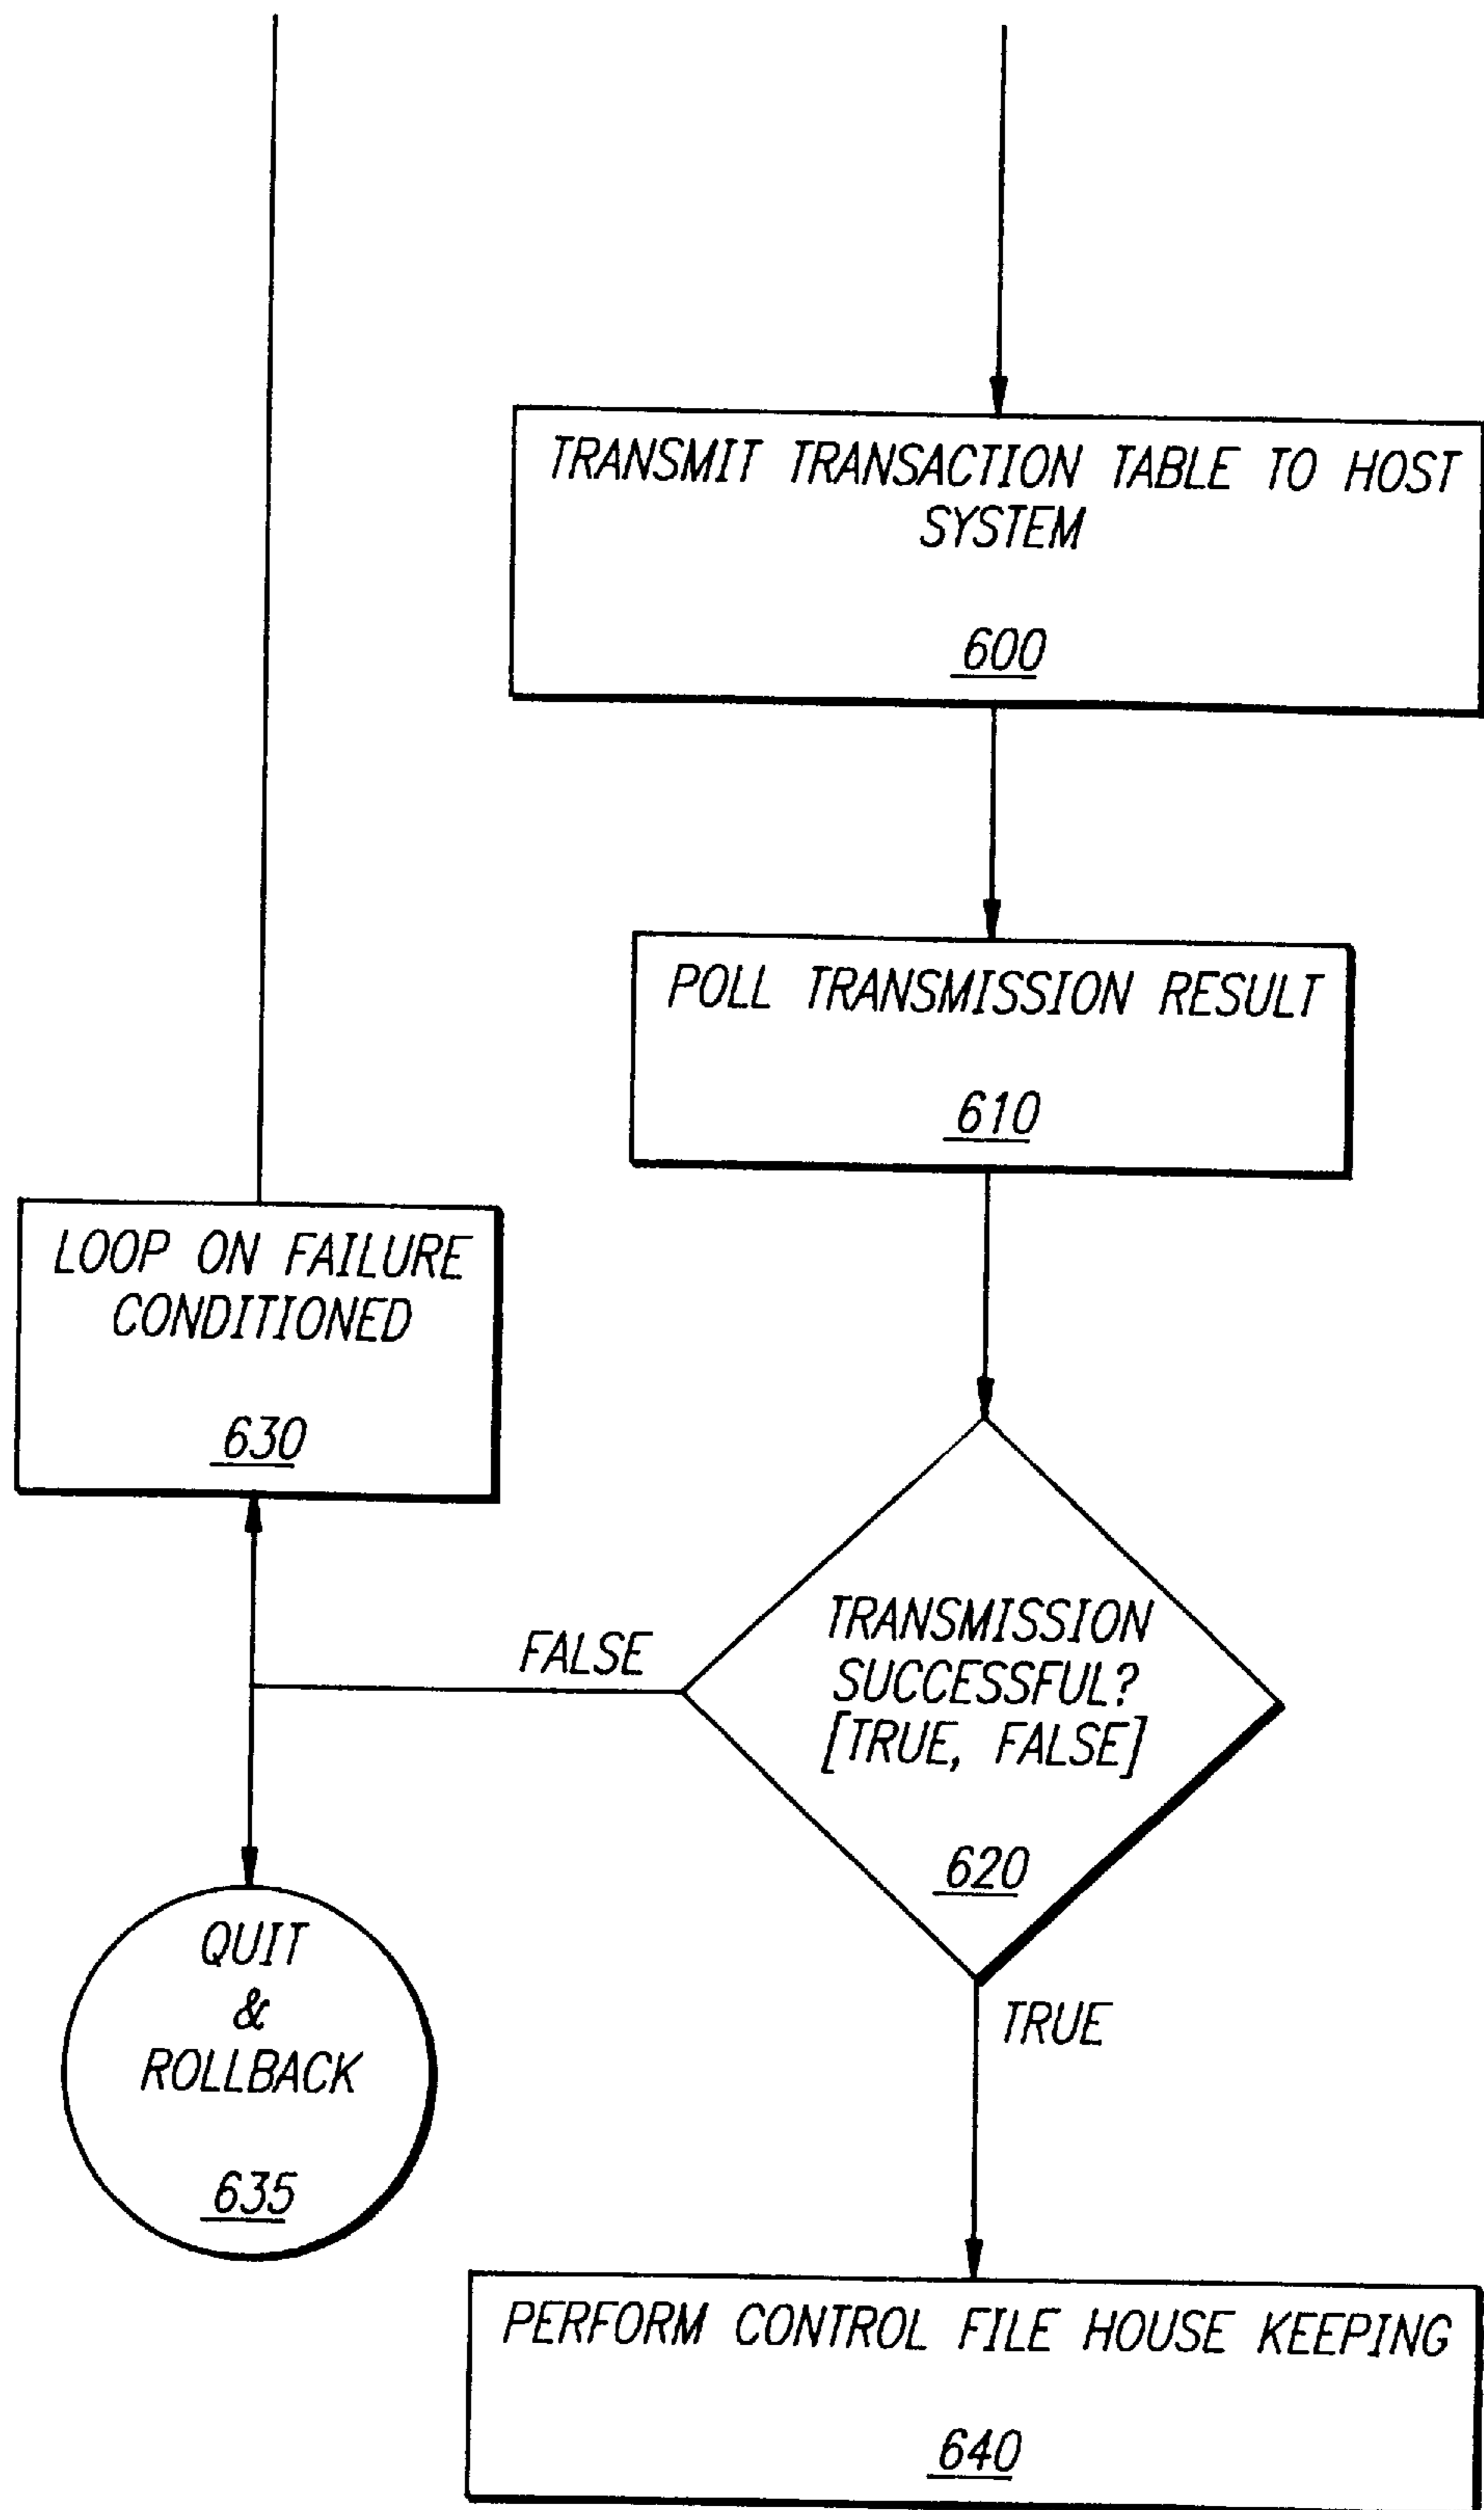 TRANSMIT TRANSACTION TABLE TO HOST
SYSTEM
600
POLL TRANSMISSION RESULT
610
LOOP ON FAILURE
CONDITIONED
630
TRANSMISSION
SUCCESSFUL?
[TRUE, FALSE]
620
FALSE
TRUE
QUIT
&
ROLLBACK
635
PERFORM CONTROL FILE HOUSE KEEPING
640